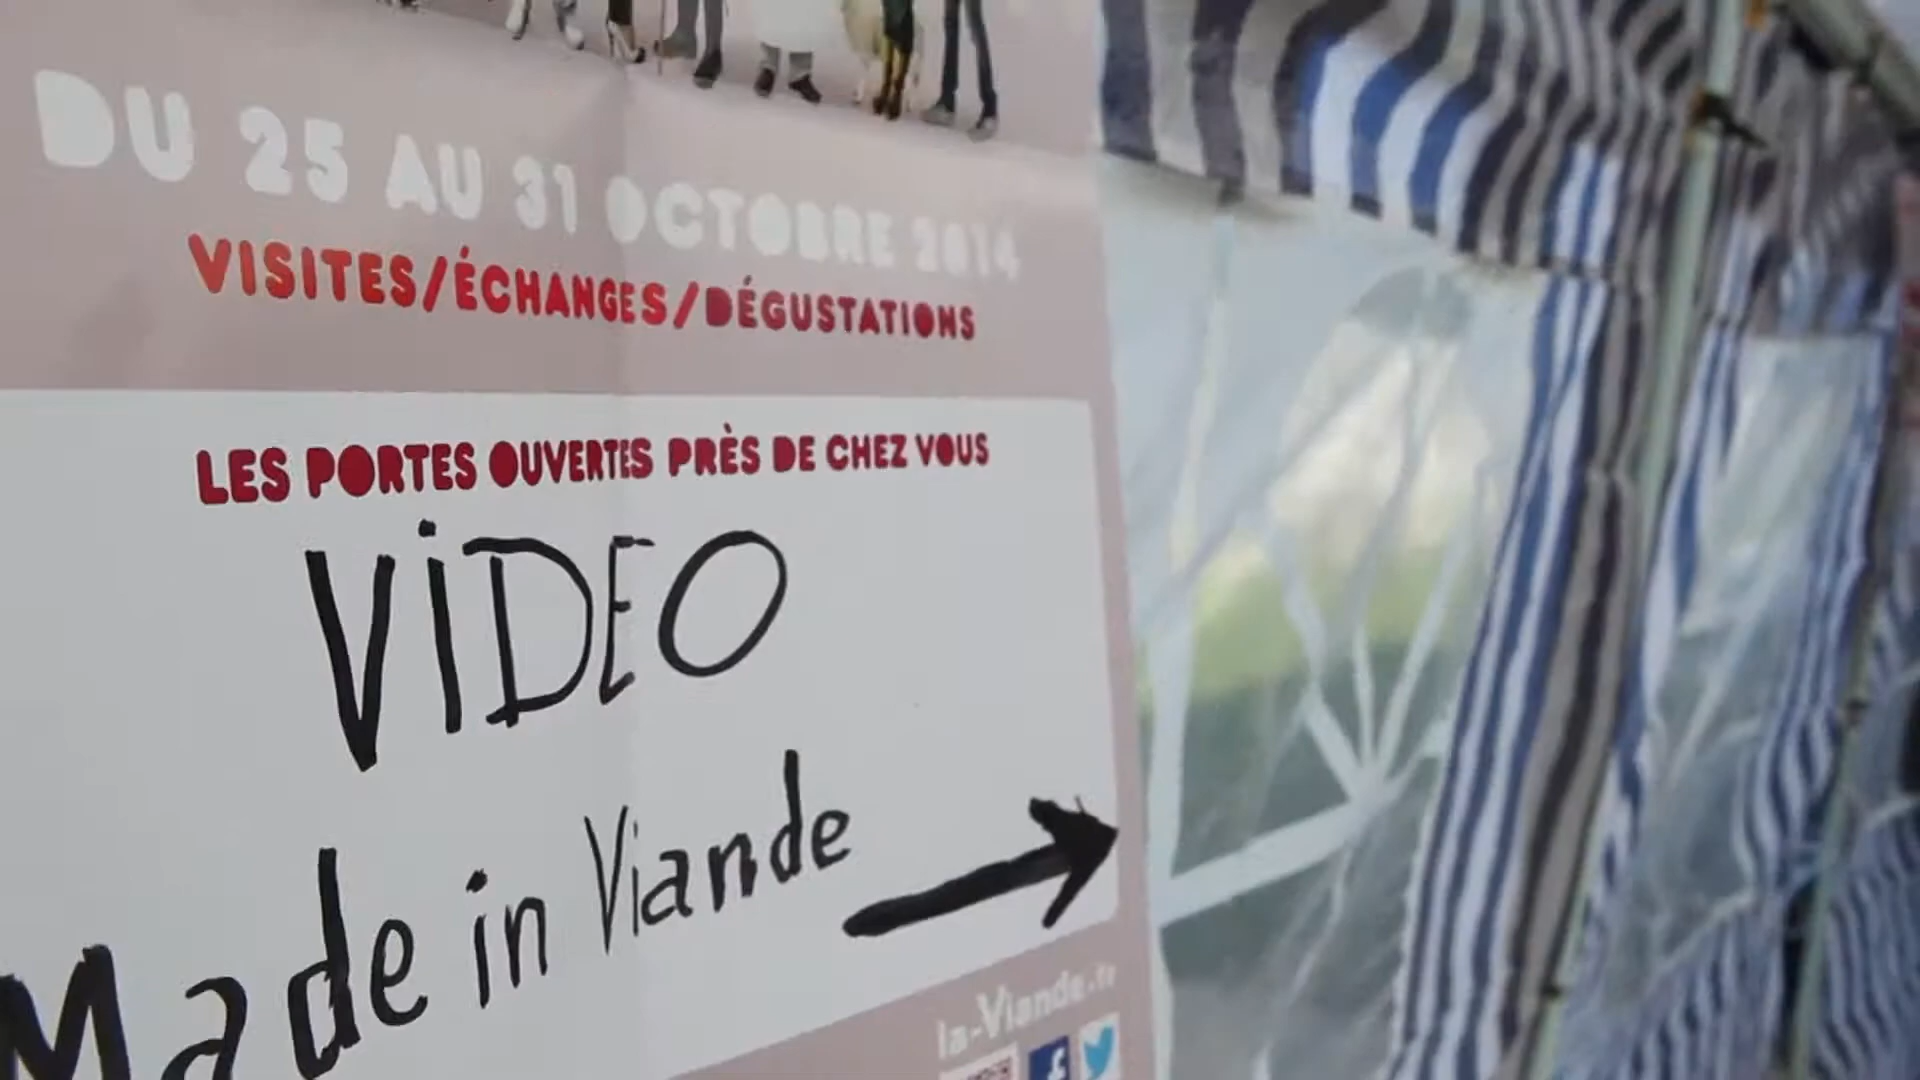 DU 25 AU 31 OCTOBRE 2014
VISITES/ÉCHANGES/DÉGUSTATIONS
LES PORTES OUVERTES PRÈS DE CHEZ VOUS
ViDEO
Made in Viande
la-Viande.fr